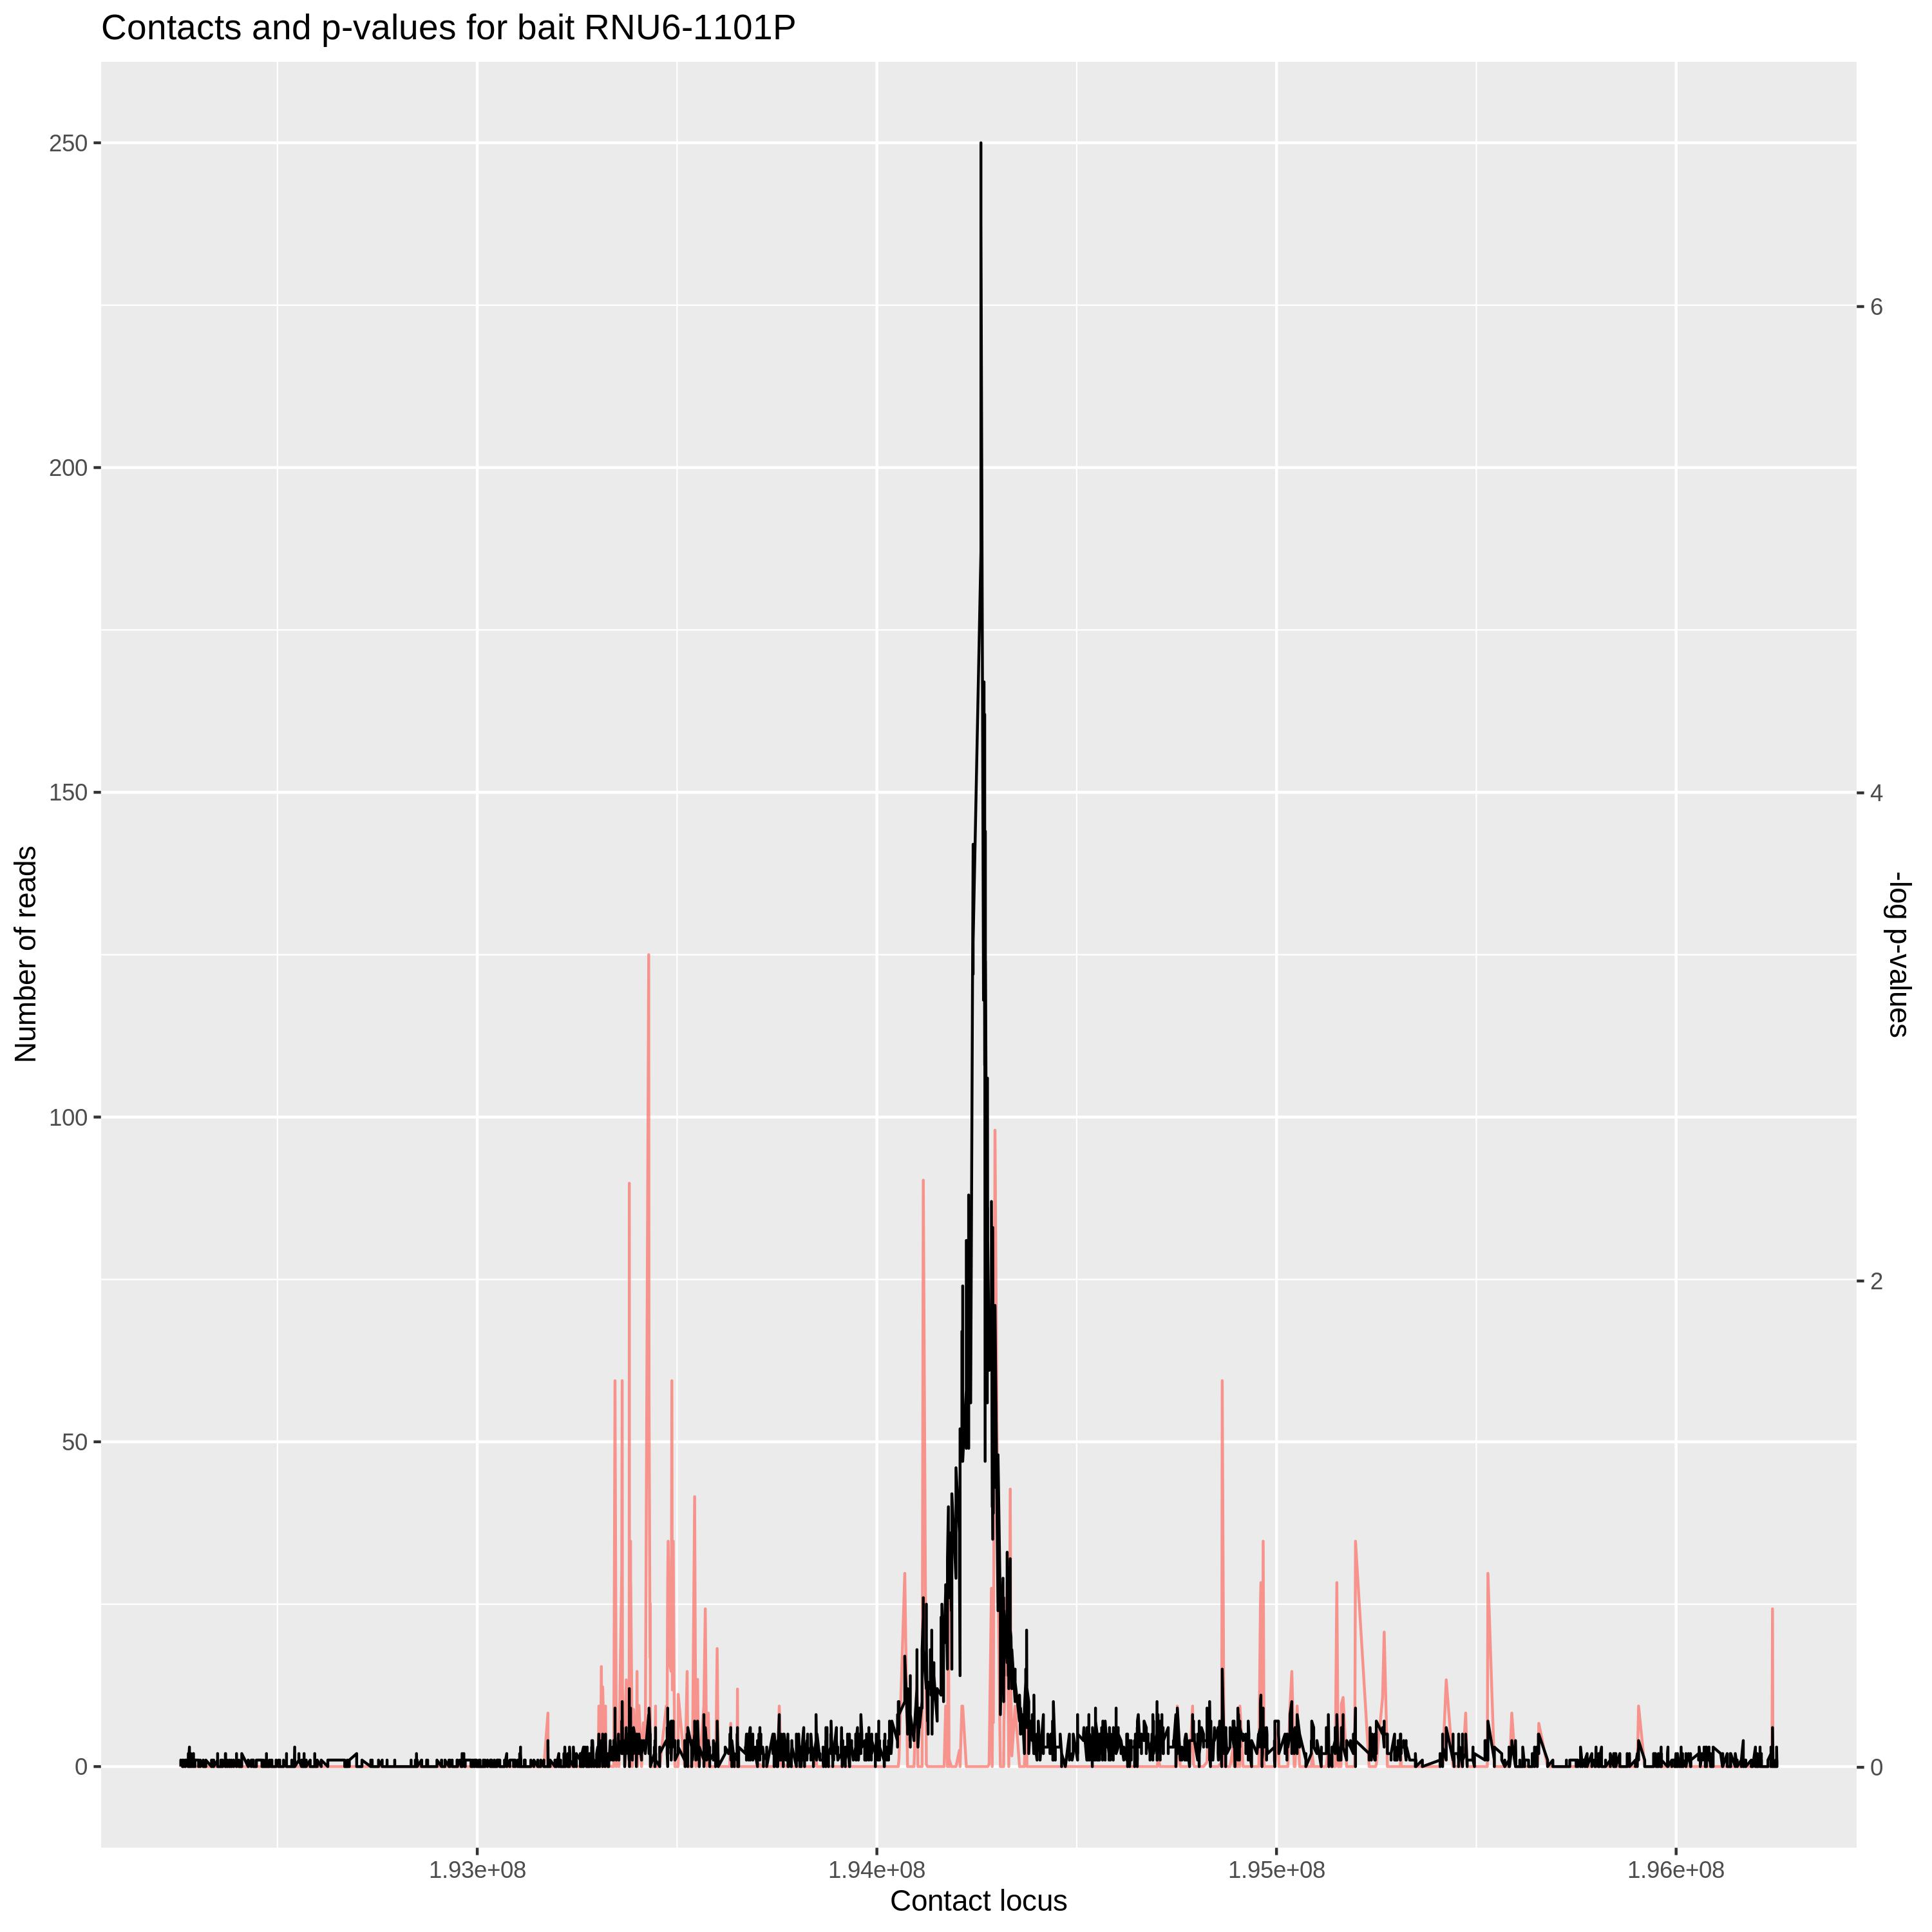 Contacts and p-values for bait RNU6-1101P
250
200
150
100
50
0
Number of reads
6
4
2
0
-log p-values
1.93e+08
1.94e+08
1.95e+08
1.96e+08
Contact locus